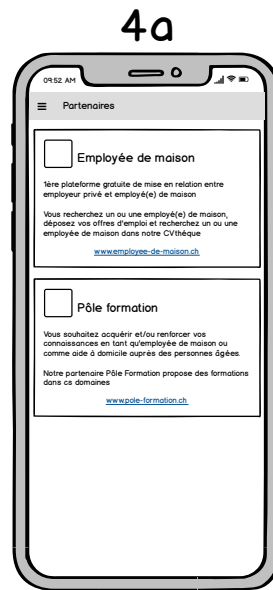 4a
09:52 AM
Partenaires
Employée de maison
1ère plateforme gratuite de mise en relation entre
employeur privé et employé(e) de maison
Vous recherchez un ou une employé(e) de maison,
déposez vos offres d'emploi et recherchez un ou une
employée de maison dans notre CVthèque
www.employee-de-maison.ch
Pôle formation
Vous souhaitez acquérir et/ou renforcer vos
connaissances en tant qu'employée de maison ou
comme aide à domicile auprès des personnes âgées.
Notre partenaire Pôle Formation propose des formations
dans cs domaines
www.pole-formation.ch